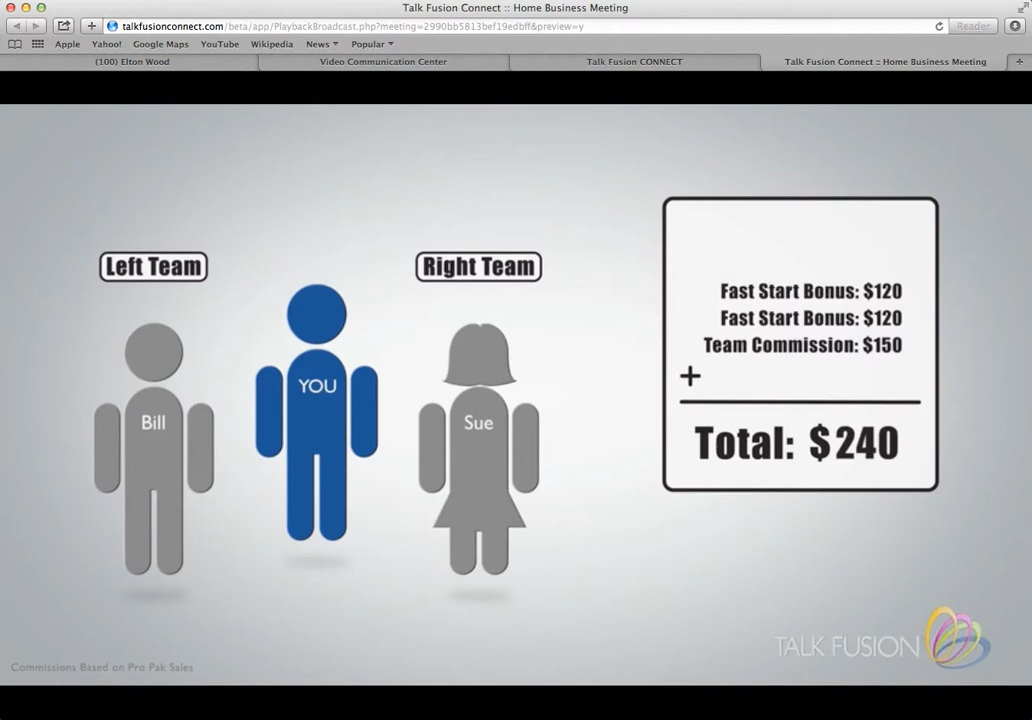 Talk Fusion Connect :: Home Business Meeting
talkfusionconnect.com/beta/app/PlaybackBroadcast.php?meeting=2990bb5813bef19edbff&preview=y
Reader
Apple Yahoo! Google Maps YouTube Wikipedia News Popular
(100) Elton Wood
Video Communication Center
Talk Fusion CONNECT
Talk Fusion Connect :: Home Business Meeting
Left Team
Right Team
Bill
YOU
Sue
Fast Start Bonus: $120
Fast Start Bonus: $120
Team Commission: $150
+
Total: $240
TALK FUSION
Commissions Based on Pro Pak Sales